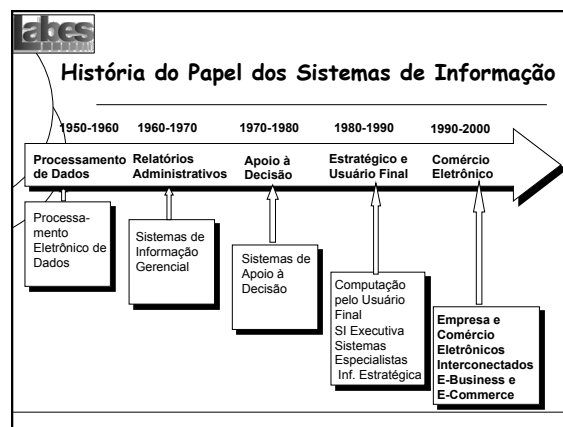 labes
História do Papel dos Sistemas de Informação
1950-1960 1960-1970 1970-1980 1980-1990 1990-2000
Processamento
de Dados
Relatórios
Administrativos
Apoio à
Decisão
Estratégico e
Usuário Final
Comércio
Eletrônico
Processa-
mento
Eletrônico de
Dados
Sistemas de
Informação
Gerencial
Sistemas de
Apoio à
Decisão
Computação
pelo Usuário
Final
SI Executiva
Sistemas
Especialistas
Inf. Estratégica
Empresa e
Comércio
Eletrônicos
Interconectados
E-Business e
E-Commerce